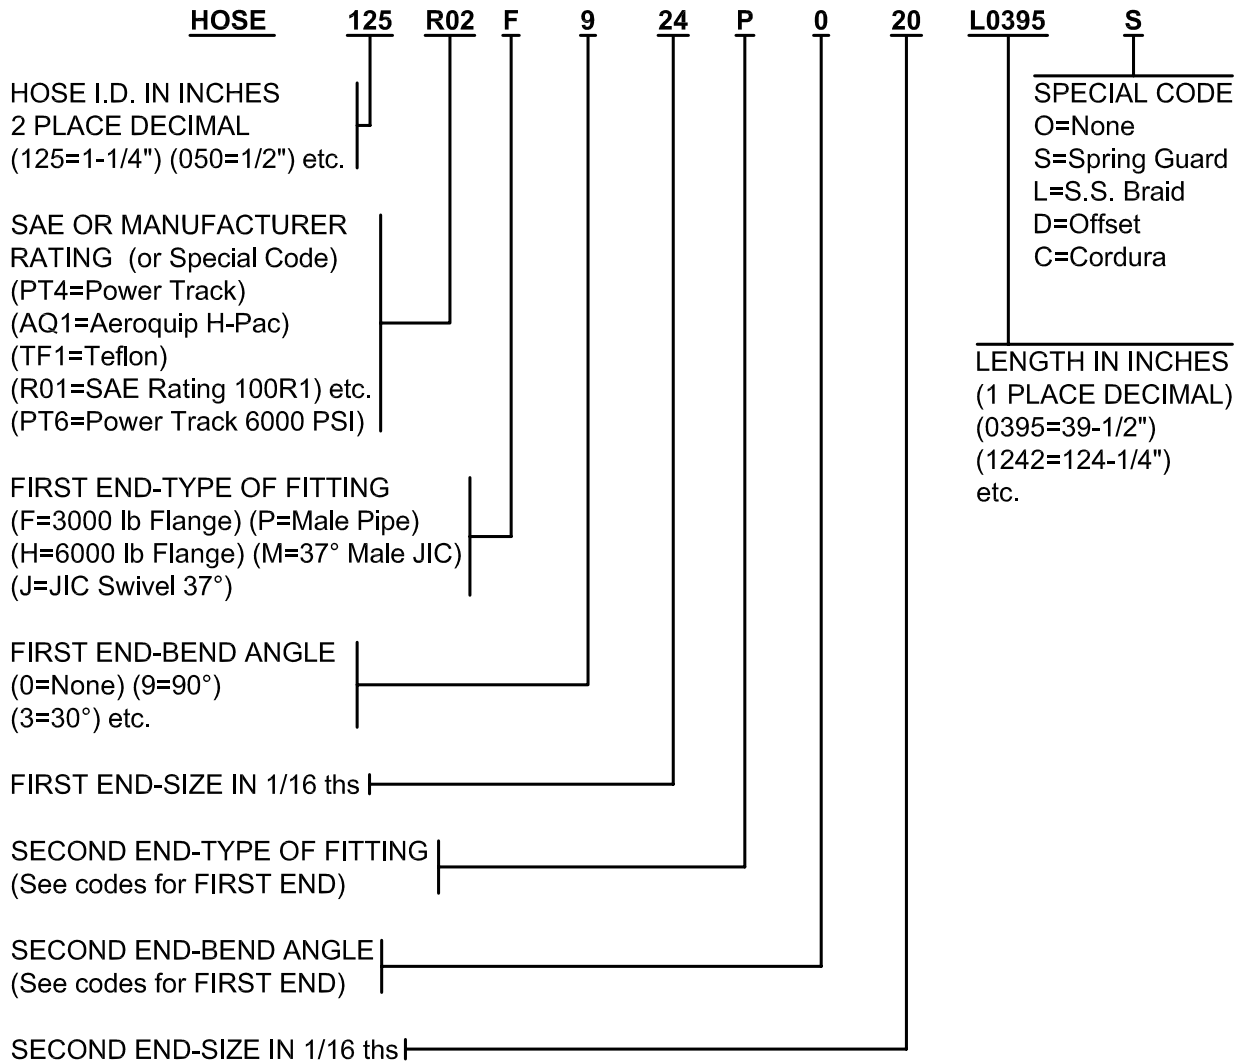 HOSE 125 R02 F 9 24 P 0 20 L0395 S
HOSE I.D. IN INCHES
2 PLACE DECIMAL
(125=1-1/4") (050=1/2") etc.
SAE OR MANUFACTURER
RATING (or Special Code)
(PT4=Power Track)
(AQ1=Aeroquip H-Pac)
(TF1=Teflon)
(R01=SAE Rating 100R1) etc.
(PT6=Power Track 6000 PSI)
FIRST END-TYPE OF FITTING
(F=3000 lb Flange) (P=Male Pipe)
(H=6000 lb Flange) (M=37° Male JIC)
(J=JIC Swivel 37°)
FIRST END-BEND ANGLE
(0=None) (9=90°)
(3=30°) etc.
FIRST END-SIZE IN 1/16 ths
SECOND END-TYPE OF FITTING
(See codes for FIRST END)
SECOND END-BEND ANGLE
(See codes for FIRST END)
SECOND END-SIZE IN 1/16 ths
SPECIAL CODE
O=None
S=Spring Guard
L=S.S. Braid
D=Offset
C=Cordura
LENGTH IN INCHES
(1 PLACE DECIMAL)
(0395=39-1/2")
(1242=124-1/4")
etc.